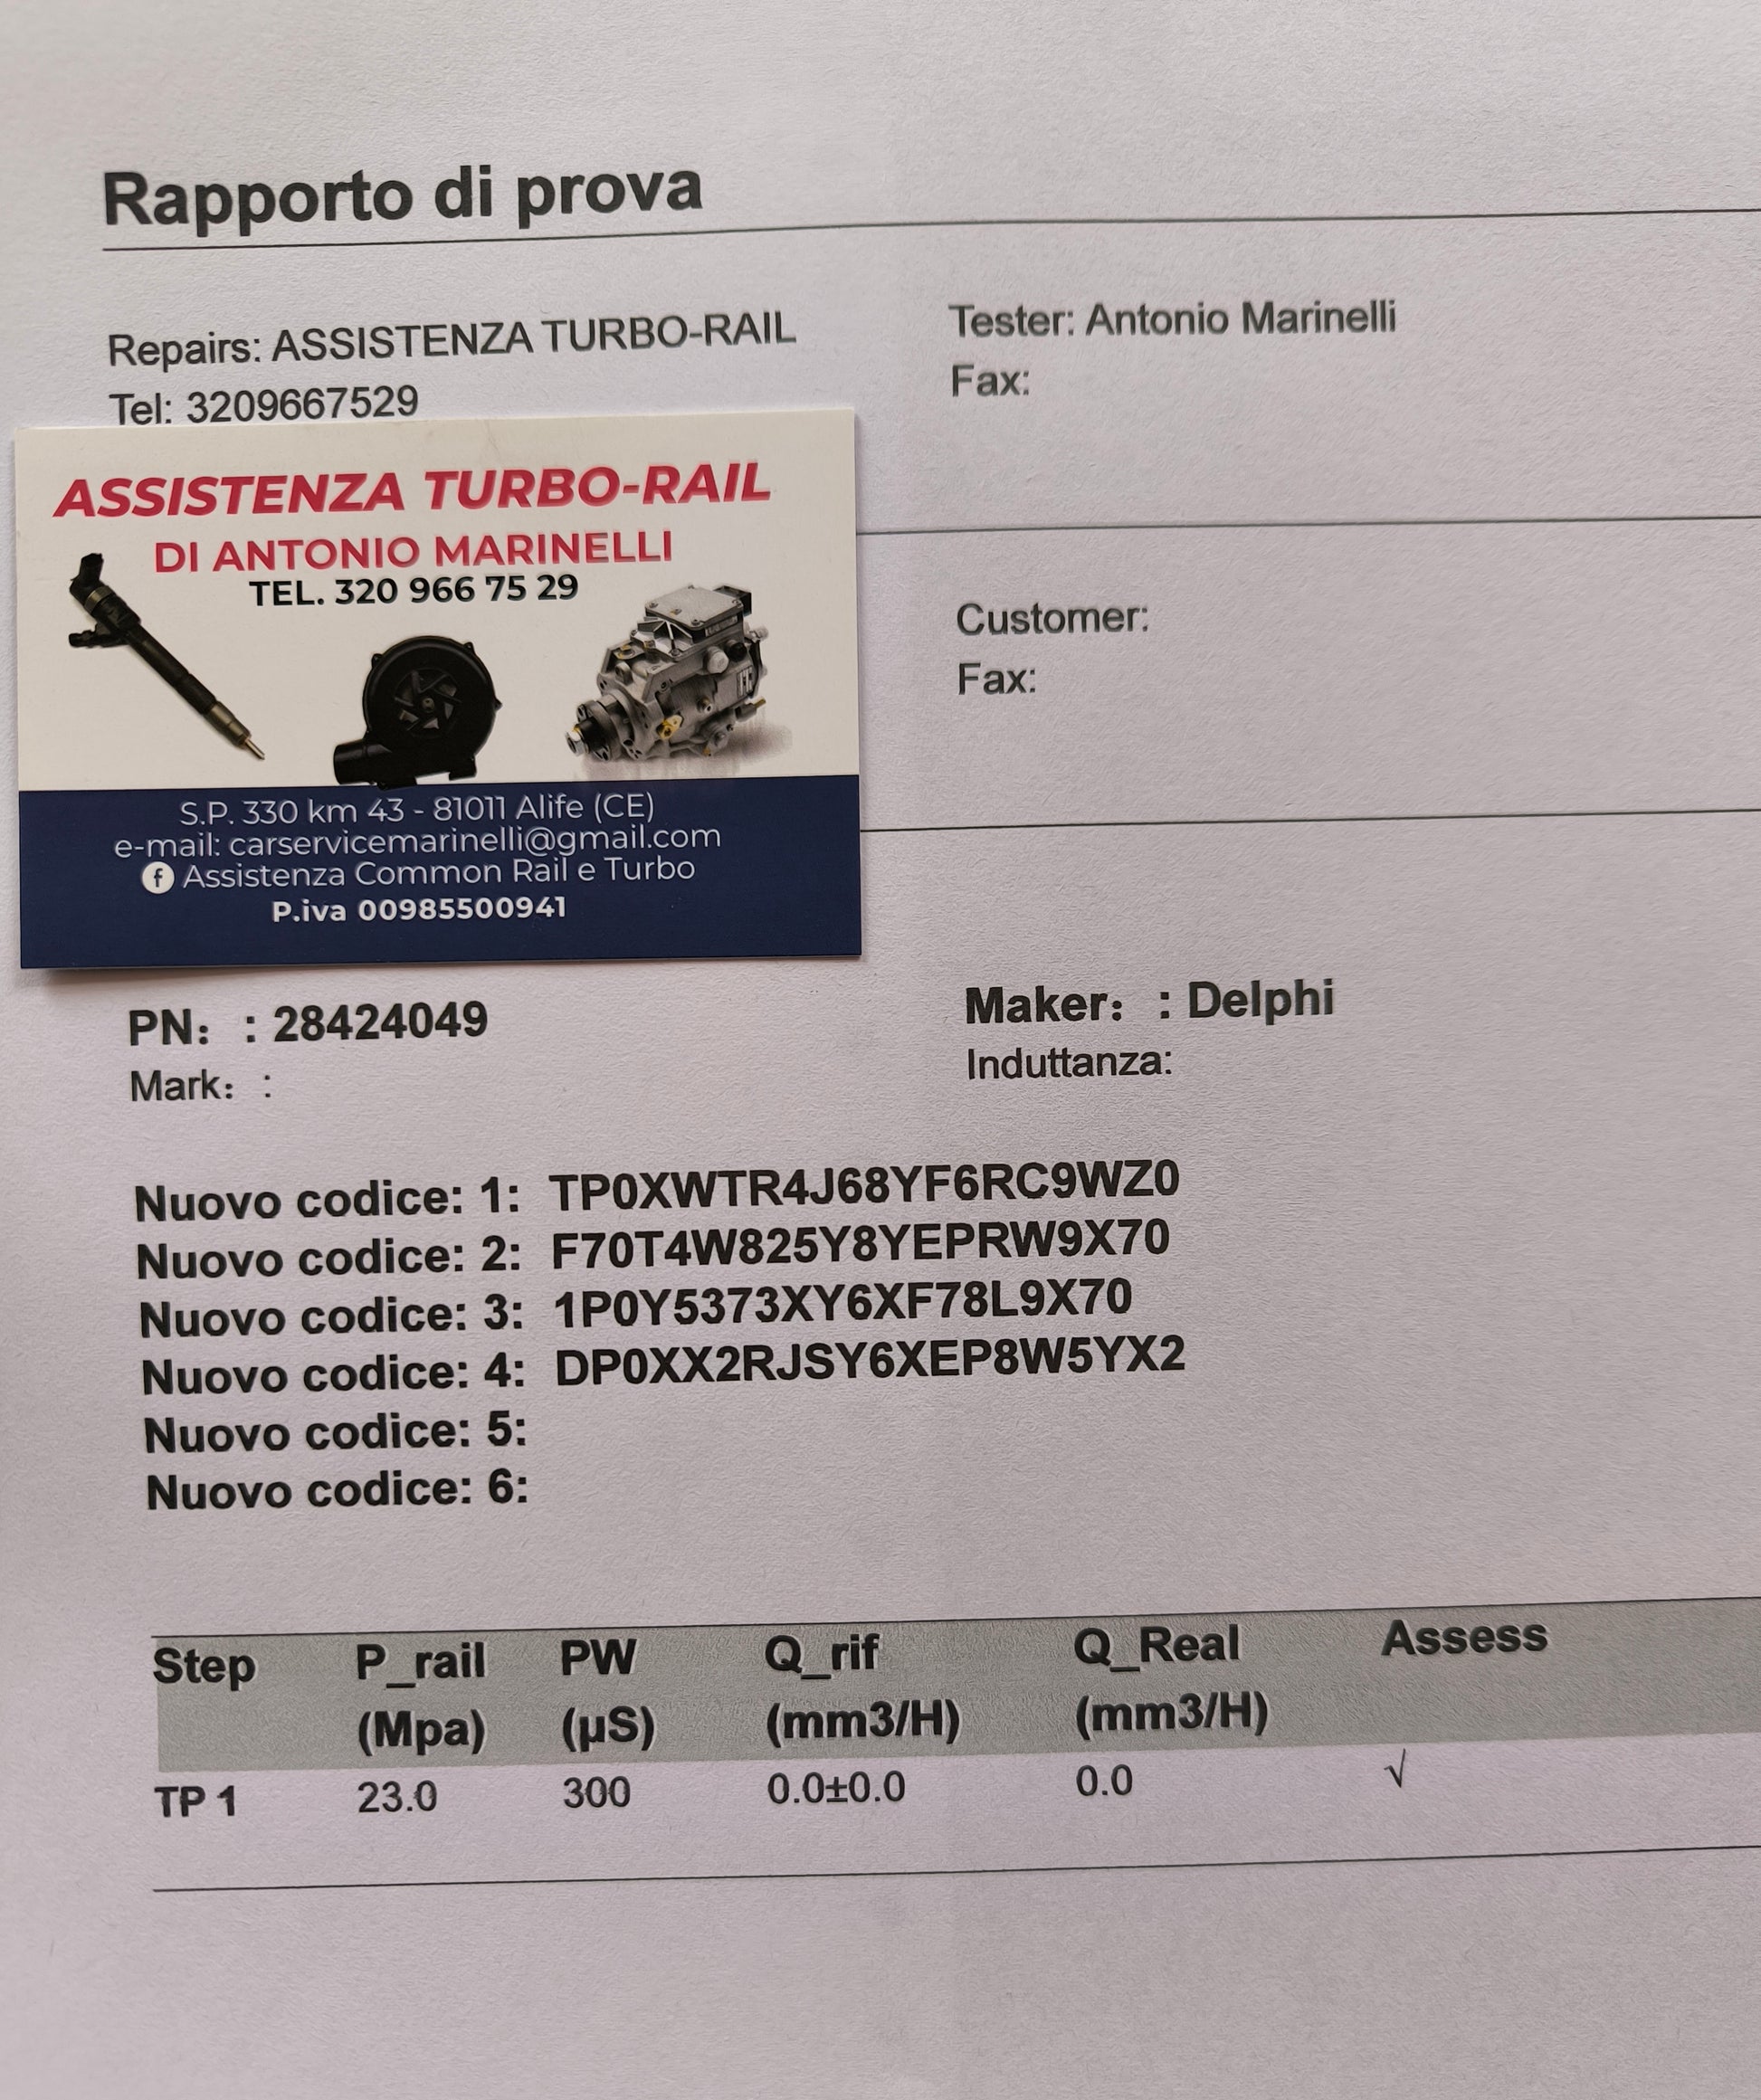 Rapporto di prova
Repairs: ASSISTENZA TURBO-RAIL
Tester: Antonio Marinelli
Tel: 3209667529
Fax:
ASSISTENZA TURBO-RAIL
DI ANTONIO MARINELLI
TEL. 320 966 75 29
S.P. 330 km 43 - 81011 Alife (CE)
e-mail: carservicemarinelli@gmail.com
f Assistenza Common Rail e Turbo
P.iva 00985500941
Customer:
Fax:
PN: : 28424049
Maker: : Delphi
Mark: :
Induttanza:
Nuovo codice: 1: TP0XWTR4J68YF6RC9WZ0
Nuovo codice: 2: F70T4W825Y8YEPRW9X70
Nuovo codice: 3: 1P0Y5373XY6XF78L9X70
Nuovo codice: 4: DP0XX2RJSY6XEP8W5YX2
Nuovo codice: 5:
Nuovo codice: 6:
Step P_rail PW Q_rif Q_Real Assess
(Mpa) (µS) (mm3/H) (mm3/H)
TP 1 23.0 300 0.0±0.0 0.0 √